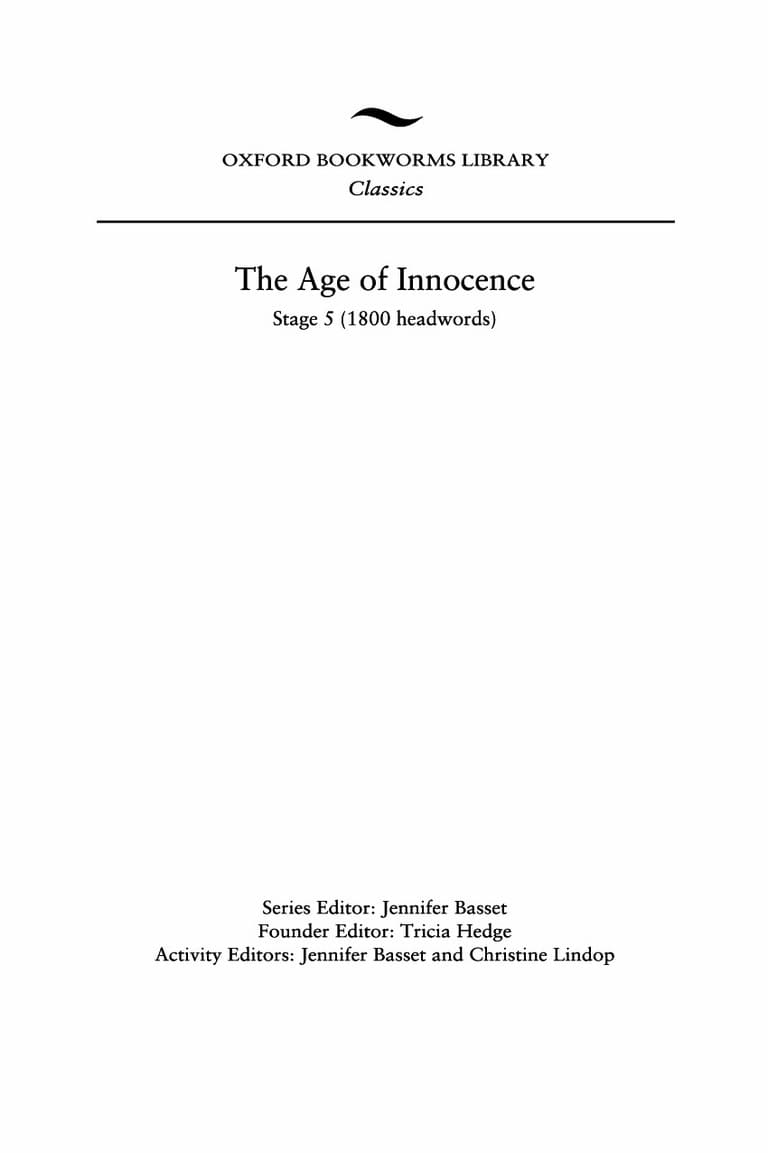 OXFORD BOOKWORMS LIBRARY
Classics
The Age of Innocence
Stage 5 (1800 headwords)
Series Editor: Jennifer Basset
Founder Editor: Tricia Hedge
Activity Editors: Jennifer Basset and Christine Lindop